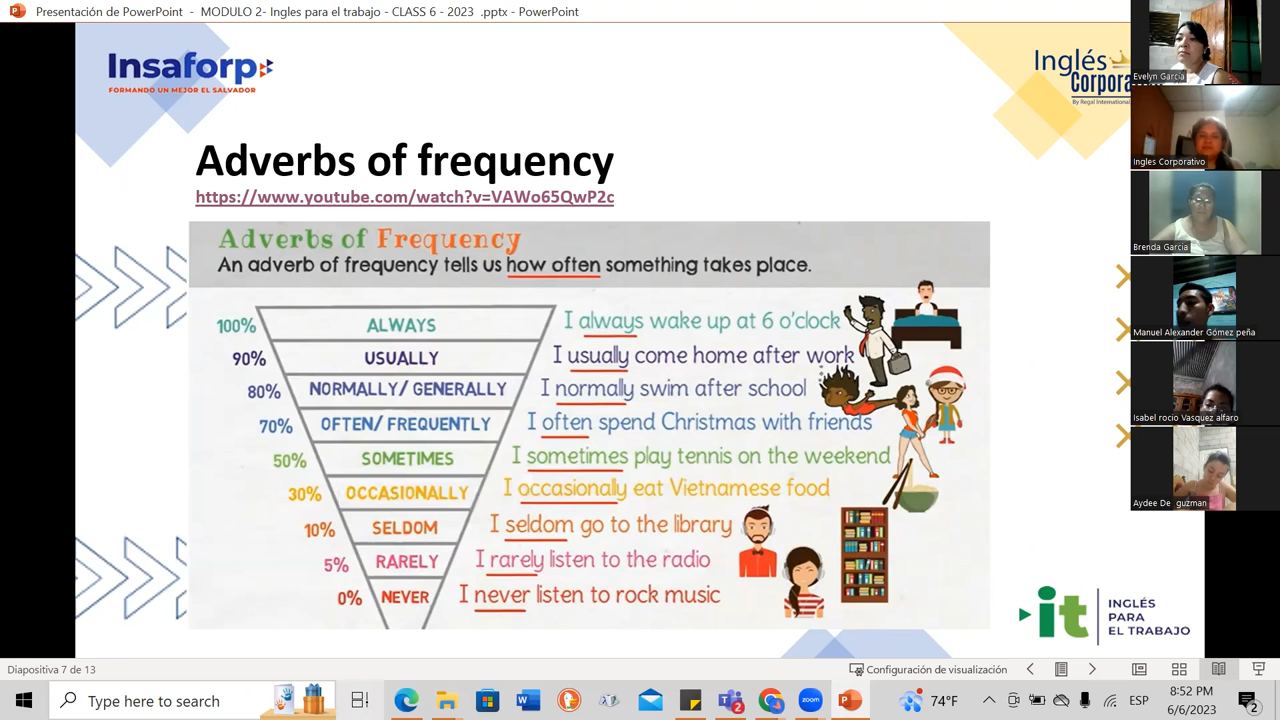 Presentación de PowerPoint - MODULO 2- Ingles para el trabajo - CLASS 6 - 2023 .pptx - PowerPoint
Insaforp
FORMANDO UN MEJOR EL SALVADOR
Inglés
By Regal International
Adverbs of frequency
https://www.youtube.com/watch?v=VAWo65QwP2c
Adverbs of Frequency
An adverb of frequency tells us how often something takes place.
100% ALWAYS I always wake up at 6 o'clock
90% USUALLY I usually come home after work
80% NORMALLY/ GENERALLY I normally swim after school
70% OFTEN/ FREQUENTLY I often spend Christmas with friends
50% SOMETIMES I sometimes play tennis on the weekend
30% OCCASIONALLY I occasionally eat Vietnamese food
10% SELDOM I seldom go to the library
5% RARELY I rarely listen to the radio
0% NEVER I never listen to rock music
it
INGLÉS
PARA
EL TRABAJO
Evelyn García
Ingles Corporativo
Brenda Garcia
Manuel Alexander Gómez peña
Isabel rocio Vasquez alfaro
Aydee De guzman
Diapositiva 7 de 13
Configuración de visualización
Type here to search
zoom
2
74°F
ESP
8:52 PM
6/6/2023
2